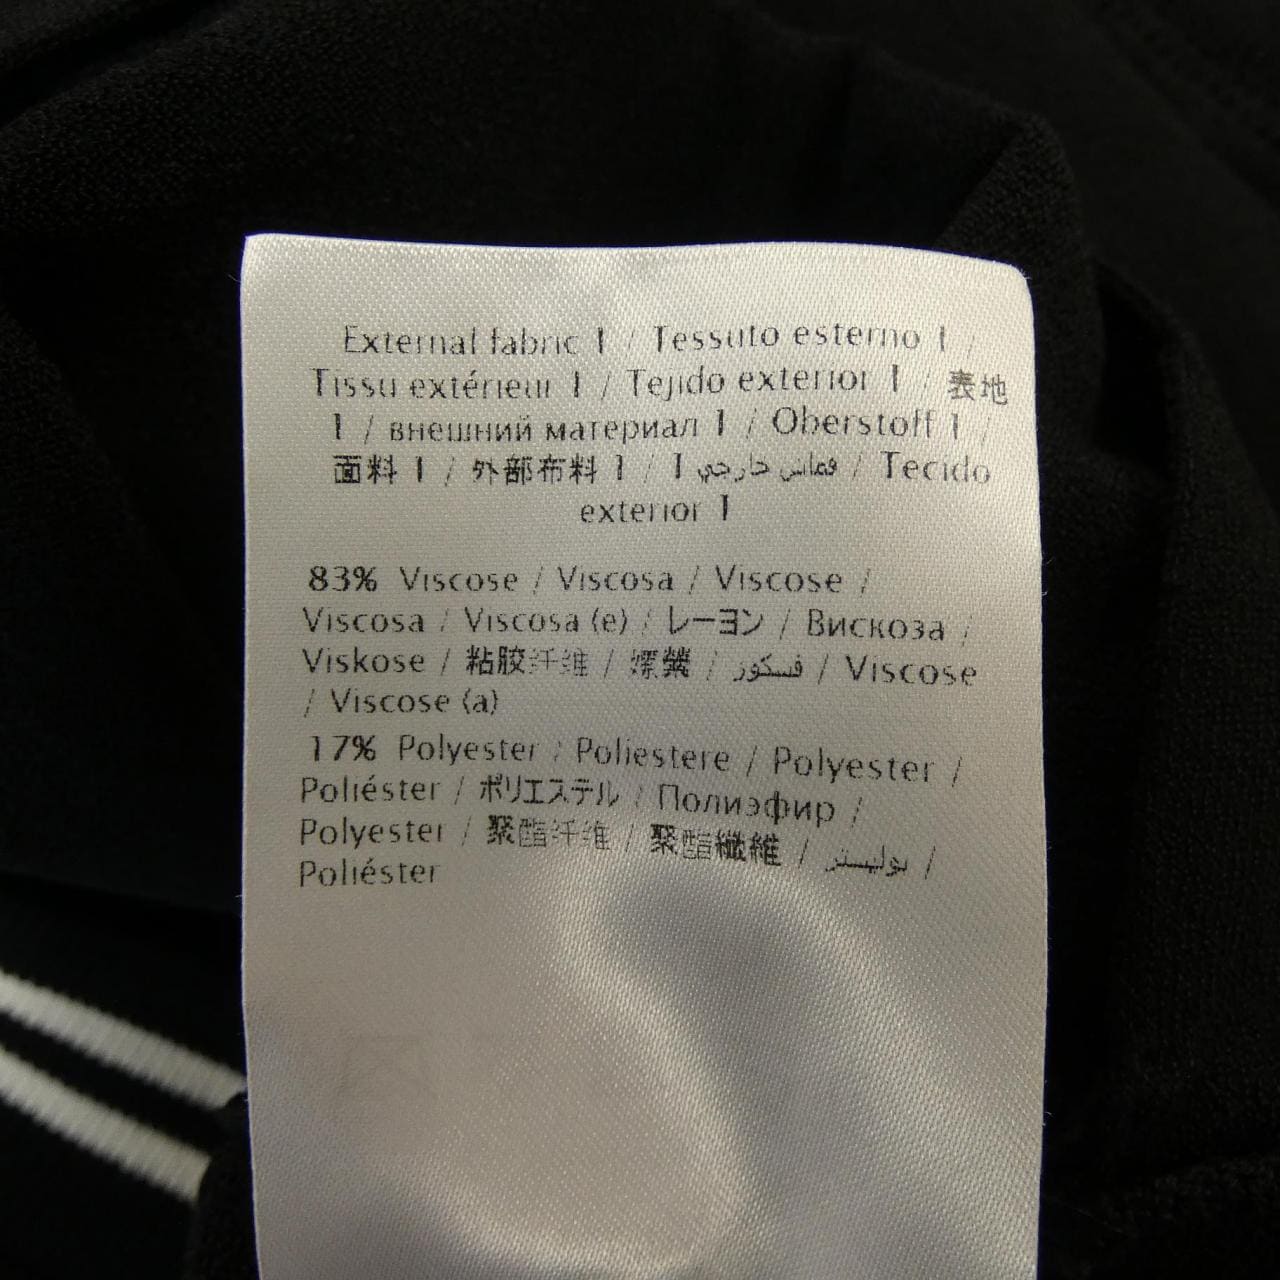 External fabric 1 / Tessuto esterno 1 /
Tissu extérieur 1 / Tejido exterior 1 / 表地
1 / внешний материал 1 / Oberstoff 1 /
面料 1 / 外部布料 1 / قماش خارجي 1 / Tecido
exterior 1
83% Viscose / Viscosa / Viscose /
Viscosa / Viscosa (e) / レーヨン / Вискоза /
Viskose / 粘胶纤维 / 嫘縈 / فسكوز / Viscose
/ Viscose (a)
17% Polyester / Poliestere / Polyester /
Poliéster / ポリエステル / Полиэфир /
Polyester / 聚酯纤维 / 聚酯纖維 / بوليستر /
Poliéster